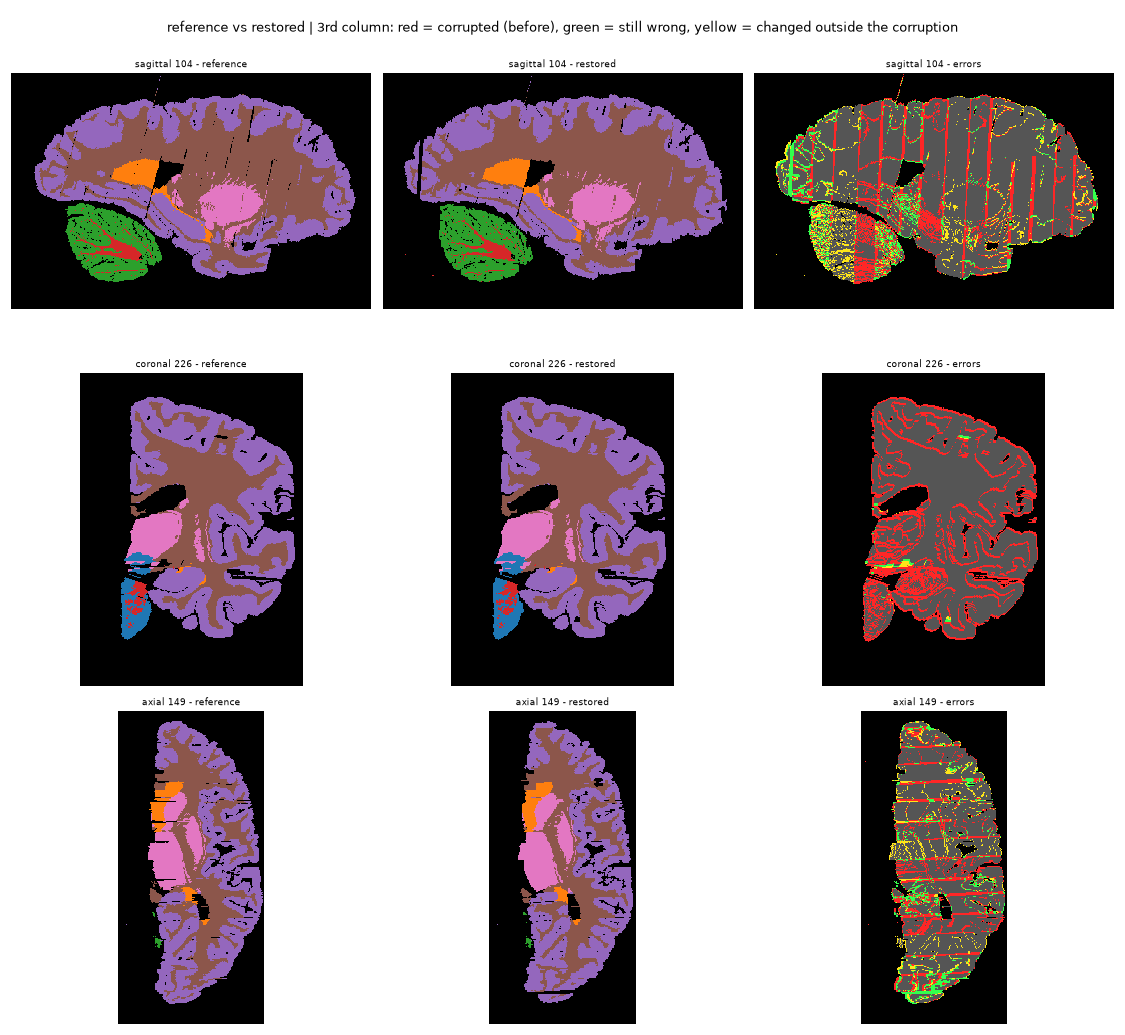 reference vs restored | 3rd column: red = corrupted (before), green = still wrong, yellow = changed outside the corruption
sagittal 104 - reference
sagittal 104 - restored
sagittal 104 - errors
coronal 226 - reference
coronal 226 - restored
coronal 226 - errors
axial 149 - reference
axial 149 - restored
axial 149 - errors